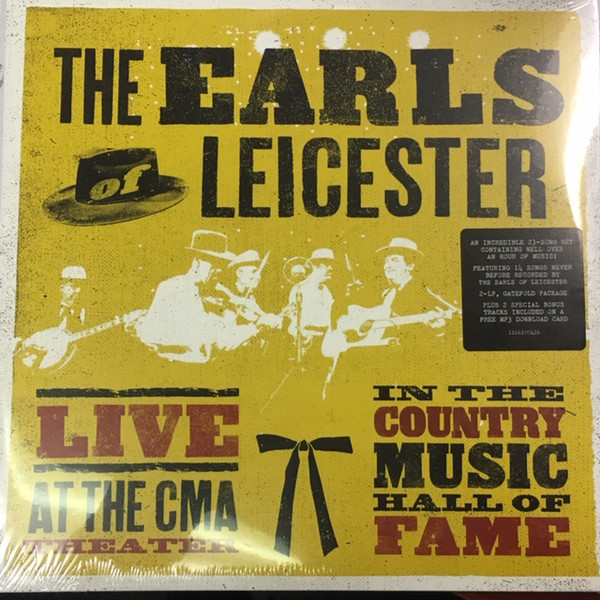 THE EARLS
of LEICESTER
AN INCREDIBLE 23-SONG SET
CONTAINING WELL OVER
AN HOUR OF MUSIC!
FEATURING 14 SONGS NEVER
BEFORE RECORDED BY
THE EARLS OF LEICESTER
2-LP, GATEFOLD PACKAGE
PLUS 2 SPECIAL BONUS
TRACKS INCLUDED ON A
FREE MP3 DOWNLOAD CARD
LIVE
AT THE CMA
THEATER
IN THE
COUNTRY
MUSIC
HALL OF
FAME